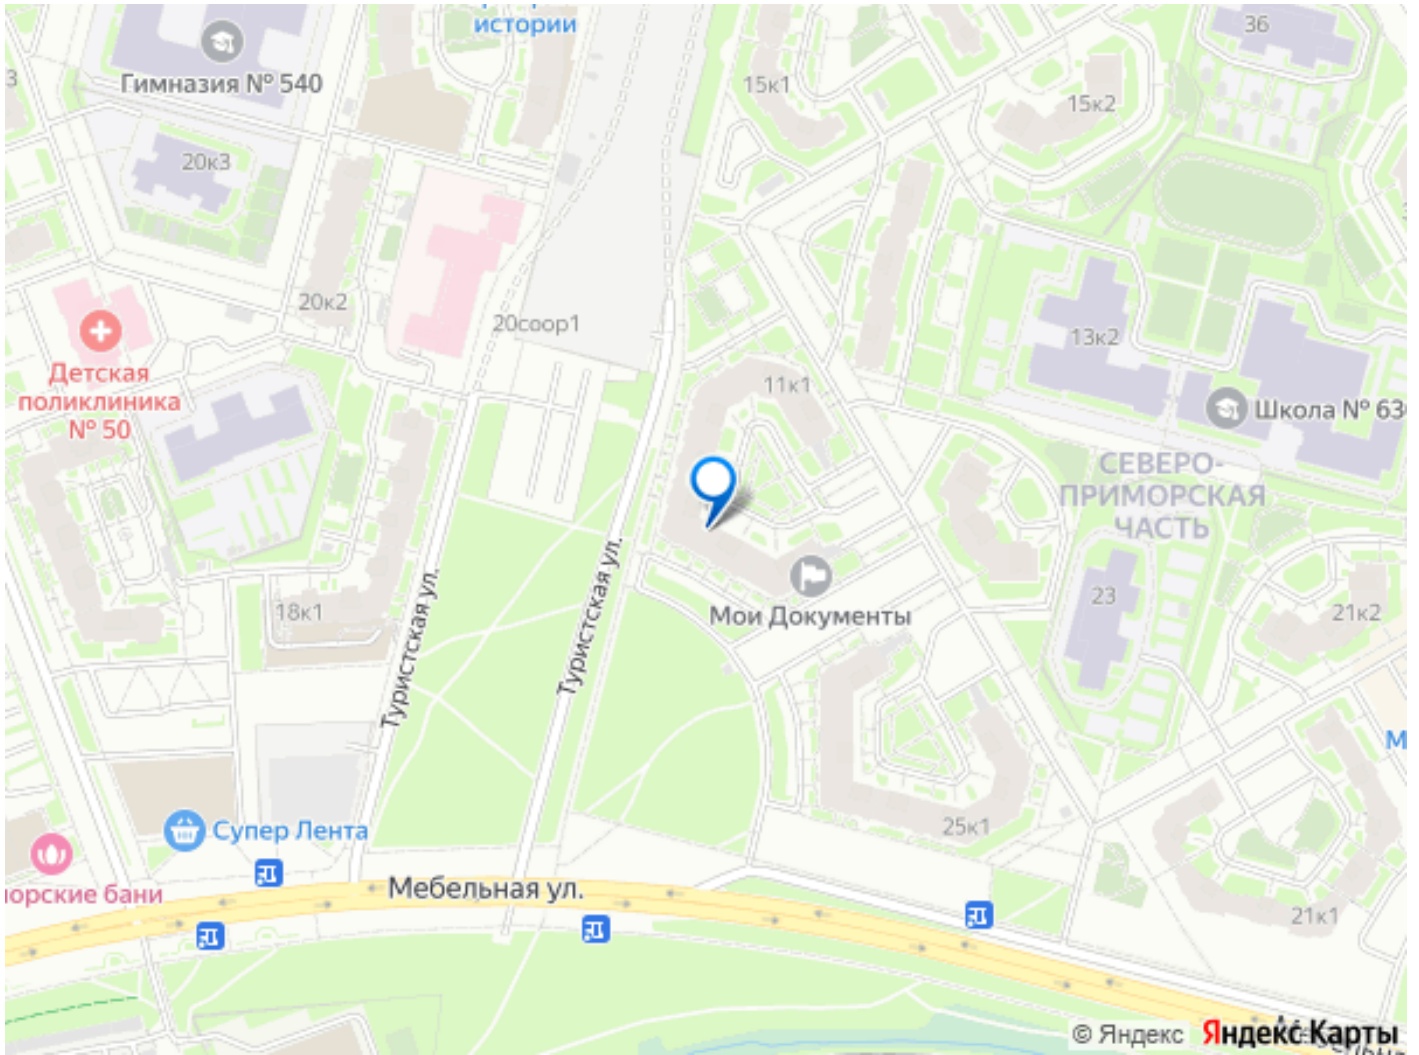 истории
36
Гимназия № 540
15к1
15к2
3
20к3
20к2
20соор1
13к2
Детская
поликлиника
№ 50
11к1
Школа № 63
СЕВЕРО-
ПРИМОРСКАЯ
ЧАСТЬ
Туристская ул.
Туристская ул.
18к1
Мои Документы
23
21к2
М
Супер Лента
25к1
орские бани
Мебельная ул.
21к1
© Яндекс Яндекс Карты